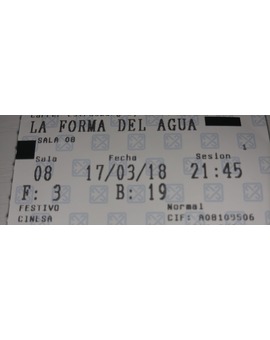 LA FORMA DEL AGUA
SALA 08
1
Sala Fecha Sesion
08 17/03/18 21:45
F: 3 B: 19
FESTIVO Normal
CINESA CIF: A08109506